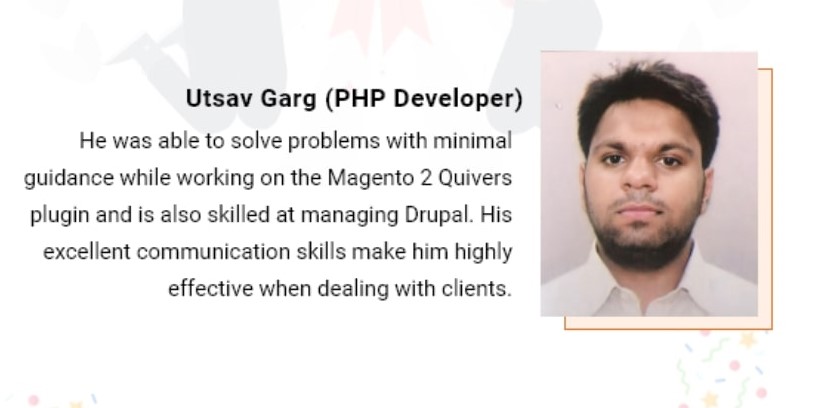 Utsav Garg (PHP Developer)
He was able to solve problems with minimal
guidance while working on the Magento 2 Quivers
plugin and is also skilled at managing Drupal. His
excellent communication skills make him highly
effective when dealing with clients.